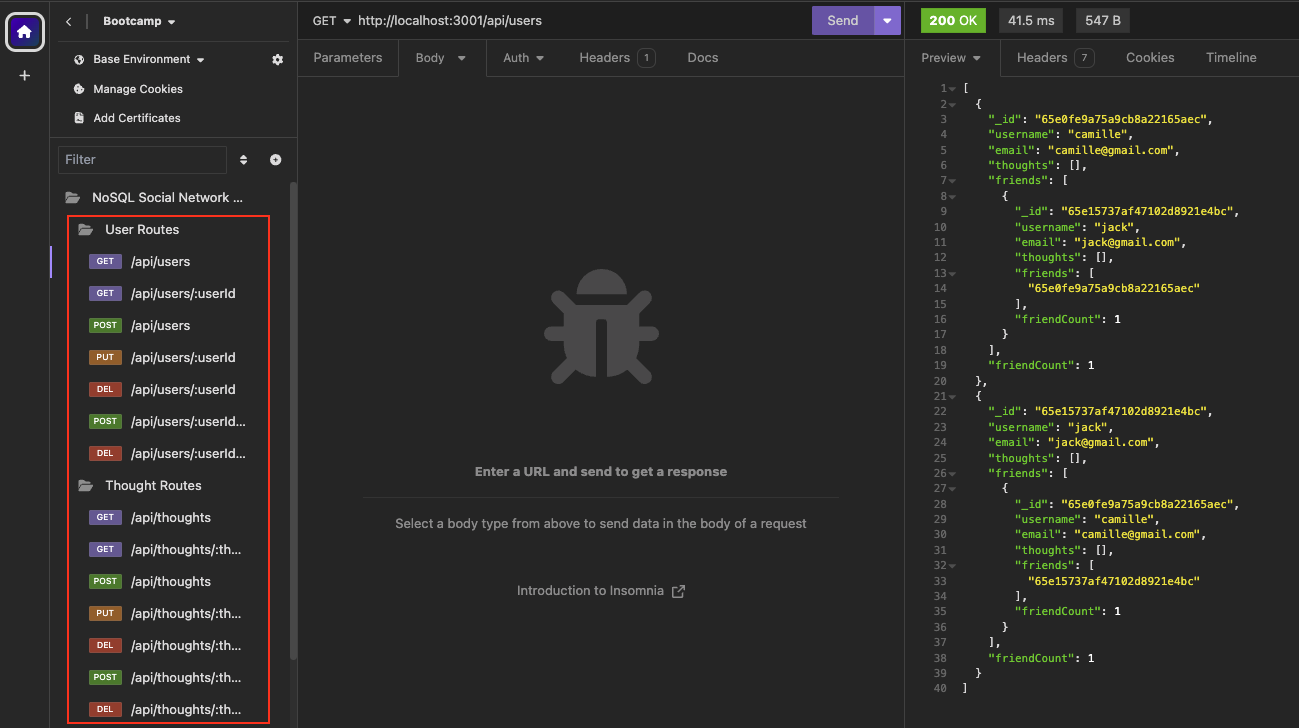 Bootcamp
Base Environment
Manage Cookies
Add Certificates
Filter
NoSQL Social Network ...
User Routes
GET /api/users
GET /api/users/:userId
POST /api/users
PUT /api/users/:userId
DEL /api/users/:userId
POST /api/users/:userId...
DEL /api/users/:userId...
Thought Routes
GET /api/thoughts
GET /api/thoughts/:th...
POST /api/thoughts
PUT /api/thoughts/:th...
DEL /api/thoughts/:th...
POST /api/thoughts/:th...
DEL /api/thoughts/:th...
GET http://localhost:3001/api/users Send
Parameters Body Auth Headers 1 Docs
Enter a URL and send to get a response
Select a body type from above to send data in the body of a request
Introduction to Insomnia
200 OK 41.5 ms 547 B
Preview Headers 7 Cookies Timeline
1 [
2 {
3 "_id": "65e0fe9a75a9cb8a22165aec",
4 "username": "camille",
5 "email": "camille@gmail.com",
6 "thoughts": [],
7 "friends": [
8 {
9 "_id": "65e15737af47102d8921e4bc",
10 "username": "jack",
11 "email": "jack@gmail.com",
12 "thoughts": [],
13 "friends": [
14 "65e0fe9a75a9cb8a22165aec"
15 ],
16 "friendCount": 1
17 }
18 ],
19 "friendCount": 1
20 },
21 {
22 "_id": "65e15737af47102d8921e4bc",
23 "username": "jack",
24 "email": "jack@gmail.com",
25 "thoughts": [],
26 "friends": [
27 {
28 "_id": "65e0fe9a75a9cb8a22165aec",
29 "username": "camille",
30 "email": "camille@gmail.com",
31 "thoughts": [],
32 "friends": [
33 "65e15737af47102d8921e4bc"
34 ],
35 "friendCount": 1
36 }
37 ],
38 "friendCount": 1
39 }
40 ]